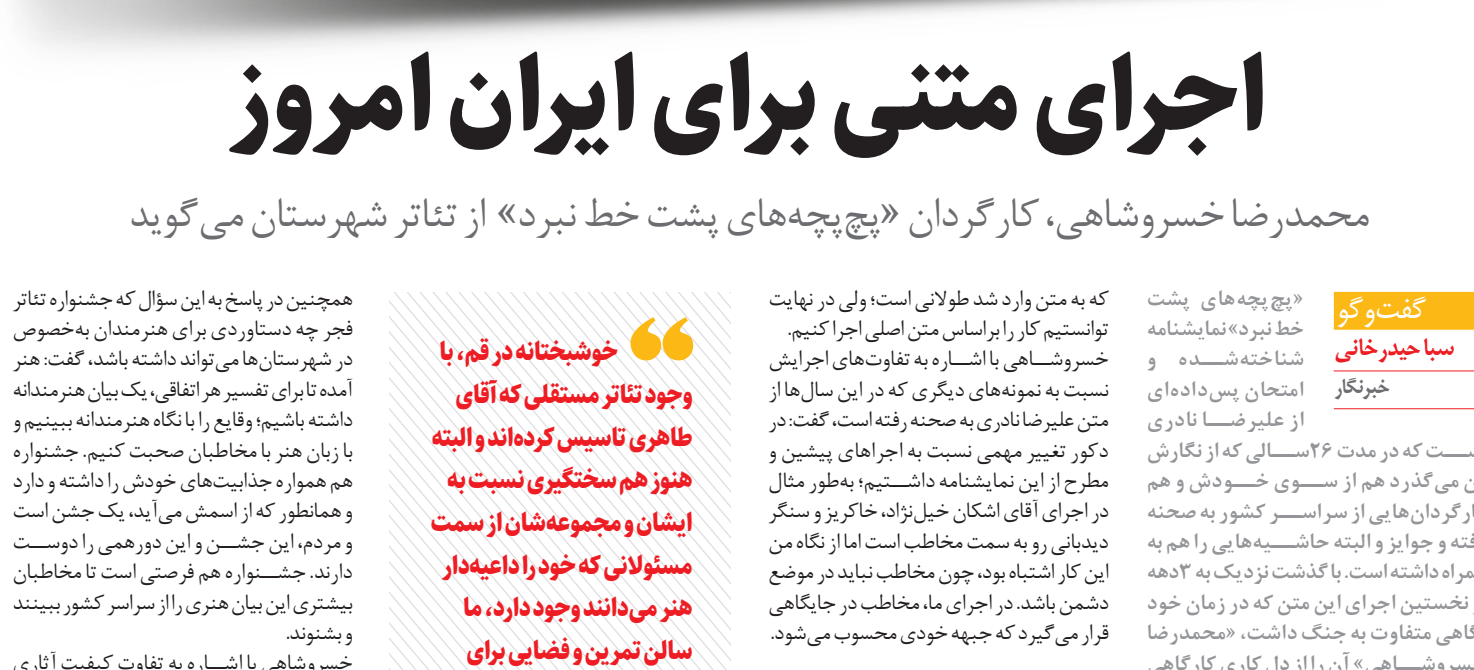 اجرای متنی برای ایران امروز
محمدرضا خسروشاهی، کارگردان «پچ‌پچه‌های پشت خط نبرد» از تئاتر شهرستان می‌گوید
گفت‌وگو
سبا حیدرخانی
خبرنگار
«پچ‌پچه‌های پشت
خط نبرد» نمایشنامه
شناخته‌شده و
امتحان پس‌داده‌ای
از علیرضا نادری
که در مدت ۲۶سالی که از نگارش
می‌گذرد هم از سوی خودش و هم
کارگردان‌هایی از سراسر کشور به صحنه
و جوایز و البته حاشیه‌هایی را هم به
همراه داشته است. با گذشت نزدیک به ۳دهه
نخستین اجرای این متن که در زمان خود
نگاهی متفاوت به جنگ داشت، «محمدرضا
خسروشاهی» آن را از دل کاری کارگاهی
که به متن وارد شد طولانی است؛ ولی در نهایت
توانستیم کار را براساس متن اصلی اجرا کنیم.
خسروشاهی با اشاره به تفاوت‌های اجرایش
نسبت به نمونه‌های دیگری که در این سال‌ها از
متن علیرضا نادری به صحنه رفته است، گفت: در
دکور تغییر مهمی نسبت به اجراهای پیشین و
مطرح از این نمایشنامه داشتیم؛ به‌طور مثال
در اجرای آقای اشکان خیل‌نژاد، خاکریز و سنگر
دیدبانی رو به سمت مخاطب است اما از نگاه من
این کار اشتباه بود، چون مخاطب نباید در موضع
دشمن باشد. در اجرای ما، مخاطب در جایگاهی
قرار می‌گیرد که جبهه خودی محسوب می‌شود.
خوشبختانه در قم، با
وجود تئاتر مستقلی که آقای
طاهری تاسیس کرده‌اند و البته
هنوز هم سختگیری نسبت به
ایشان و مجموعه‌شان از سمت
مسئولانی که خود را داعیه‌دار
هنر می‌دانند وجود دارد، ما
سالن تمرین و فضایی برای
همچنین در پاسخ به این سؤال که جشنواره تئاتر
فجر چه دستاوردی برای هنرمندان به‌خصوص
در شهرستان‌ها می‌تواند داشته باشد، گفت: هنر
آمده تا برای تفسیر هر اتفاقی، یک بیان هنرمندانه
داشته باشیم؛ وقایع را با نگاه هنرمندانه ببینیم و
با زبان هنر با مخاطبان صحبت کنیم. جشنواره
هم همواره جذابیت‌های خودش را داشته و دارد
و همانطور که از اسمش می‌آید، یک جشن است
و مردم، این جشن و این دورهمی را دوست
دارند. جشنواره هم فرصتی است تا مخاطبان
بیشتری این بیان هنری را از سراسر کشور ببینند
و بشنوند.
خسروشاهی با اشاره به تفاوت کیفیت آثاری